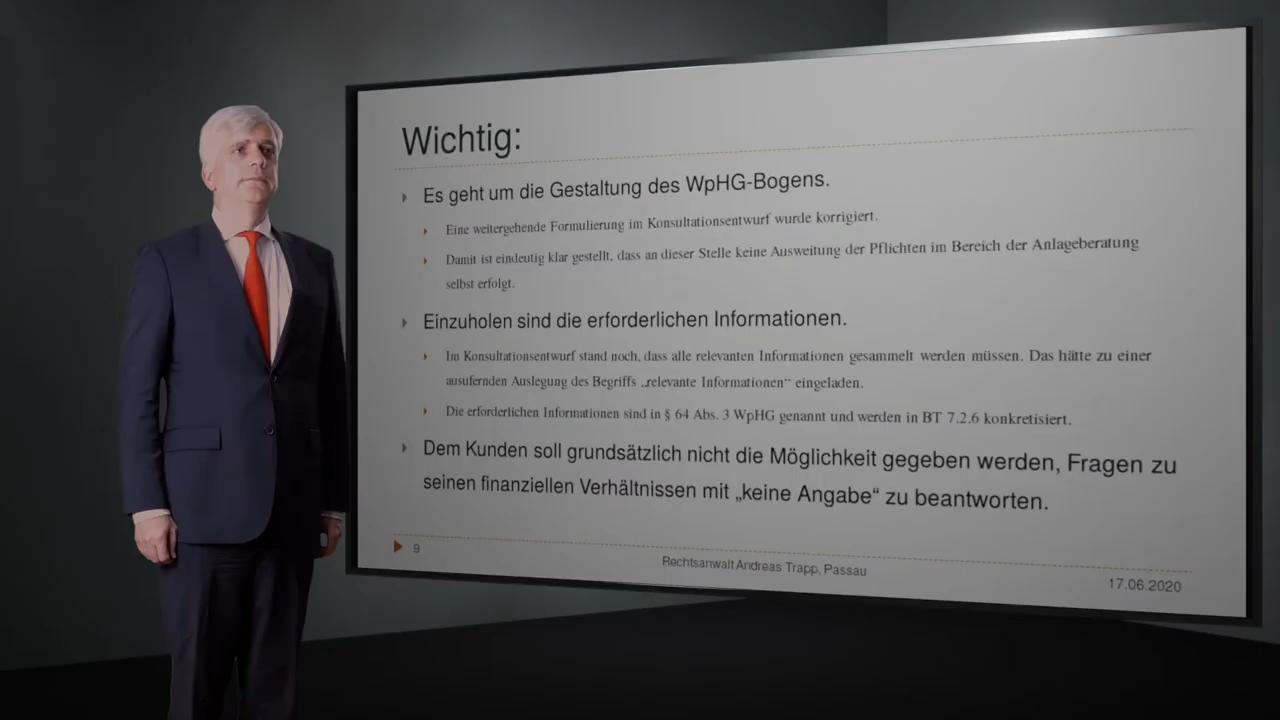 Wichtig:
Es geht um die Gestaltung des WpHG-Bogens.
Eine weitergehende Formulierung im Konsultationsentwurf wurde korrigiert.
Damit ist eindeutig klar gestellt, dass an dieser Stelle keine Ausweitung der Pflichten im Bereich der Anlageberatung
selbst erfolgt.
Einzuholen sind die erforderlichen Informationen.
Im Konsultationsentwurf stand noch, dass alle relevanten Informationen gesammelt werden müssen. Das hätte zu einer
ausufernden Auslegung des Begriffs „relevante Informationen“ eingeladen.
Die erforderlichen Informationen sind in § 64 Abs. 3 WpHG genannt und werden in BT 7.2.6 konkretisiert.
Dem Kunden soll grundsätzlich nicht die Möglichkeit gegeben werden, Fragen zu
seinen finanziellen Verhältnissen mit „keine Angabe“ zu beantworten.
9
Rechtsanwalt Andreas Trapp, Passau
17.06.2020